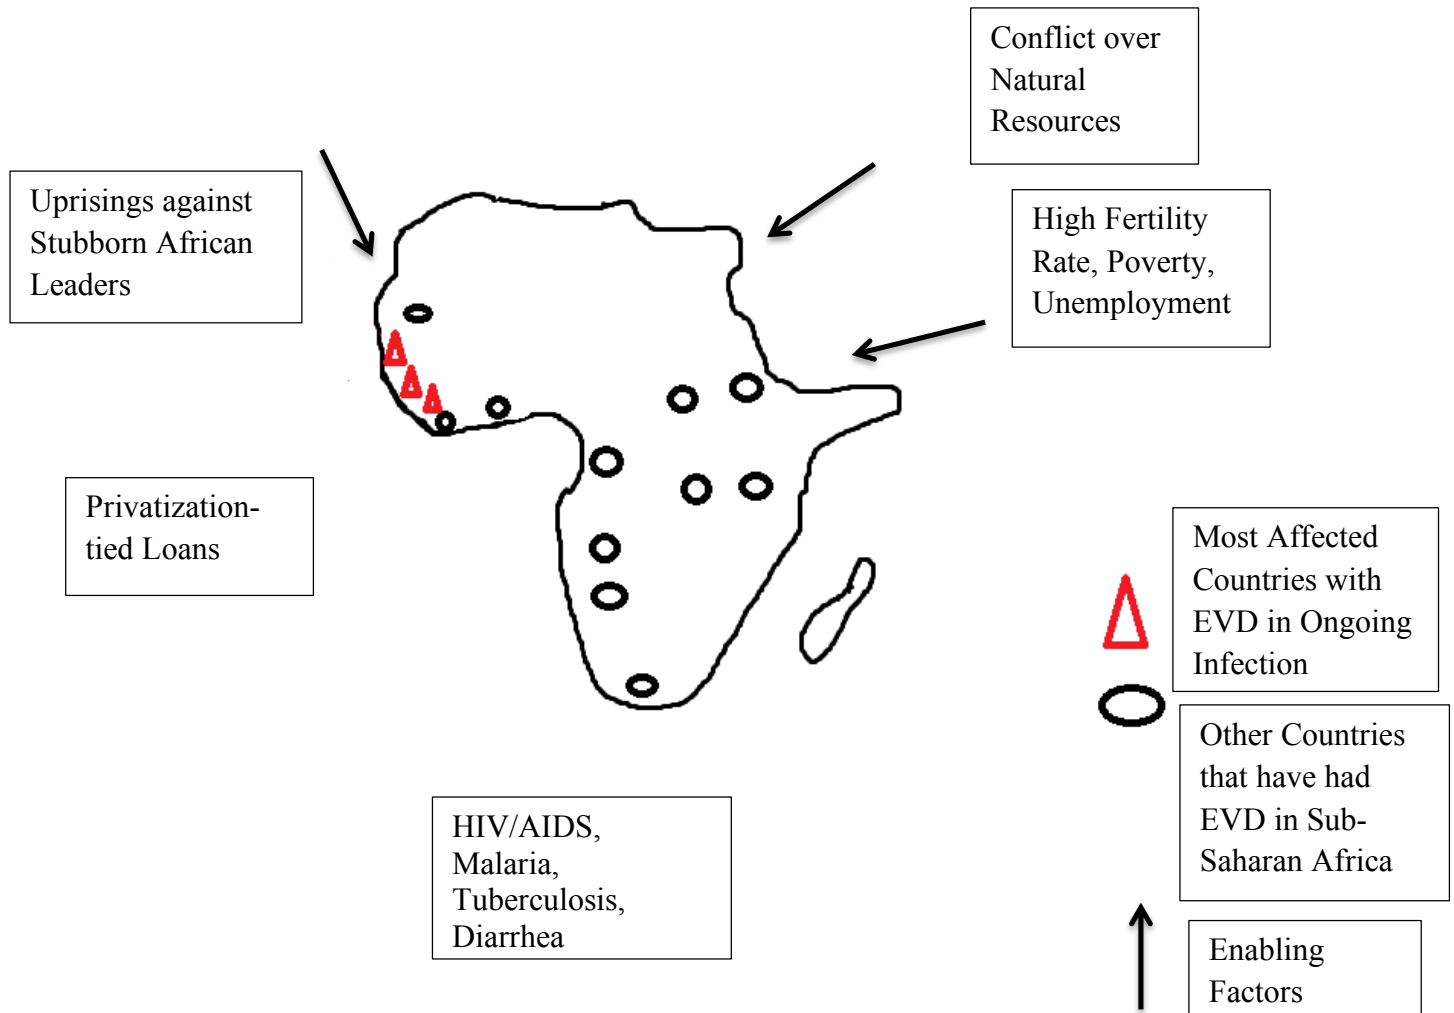 Conflict over
Natural
Resources
Uprisings against
Stubborn African
Leaders
High Fertility
Rate, Poverty,
Unemployment
Privatization-
tied Loans
Most Affected
Countries with
EVD in Ongoing
Infection
Other Countries
that have had
EVD in Sub-
Saharan Africa
HIV/AIDS,
Malaria,
Tuberculosis,
Diarrhea
Enabling
Factors